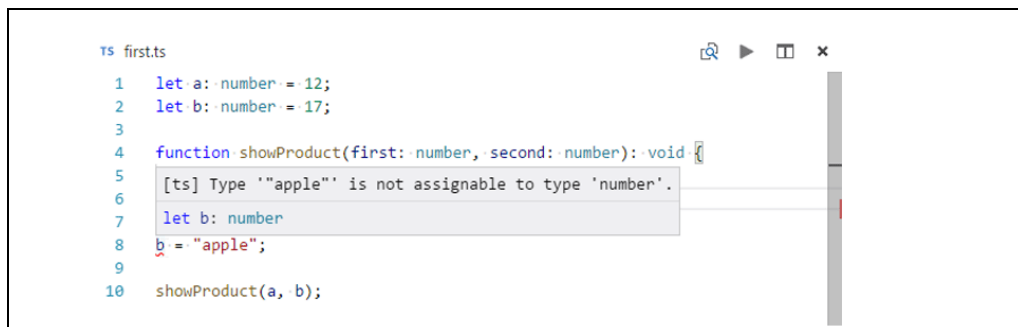 TS first.ts
1 let a: number = 12;
2 let b: number = 17;
3
4 function showProduct(first: number, second: number): void {
5
[ts] Type '"apple"' is not assignable to type 'number'.
6
7 let b: number
8 b = "apple";
9
10 showProduct(a, b);